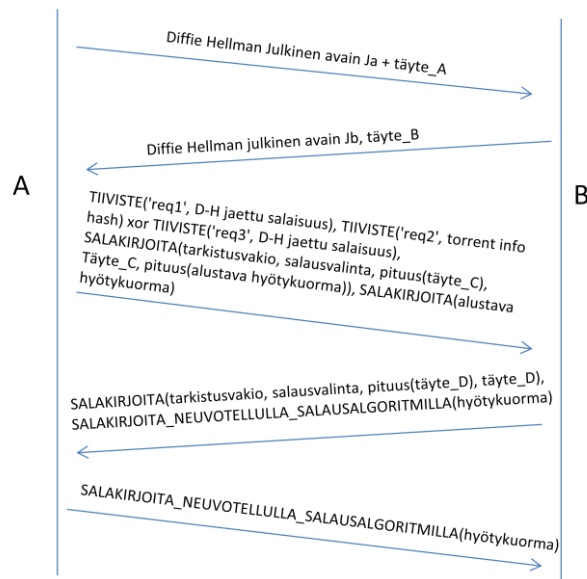 Diffie Hellman Julkinen avain Ja + täyte_A
Diffie Hellman julkinen avain Jb, täyte_B
A
B
TIIVISTE('req1', D-H jaettu salaisuus), TIIVISTE('req2', torrent info
hash) xor TIIVISTE('req3', D-H jaettu salaisuus),
SALAKIRJOITA(tarkistusvakio, salausvalinta, pituus(täyte_C),
Täyte_C, pituus(alustava hyötykuorma)), SALAKIRJOITA(alustava
hyötykuorma)
SALAKIRJOITA(tarkistusvakio, salausvalinta, pituus(täyte_D), täyte_D),
SALAKIRJOITA_NEUVOTELLULLA_SALAUSALGORITMILLA(hyötykuorma)
SALAKIRJOITA_NEUVOTELLULLA_SALAUSALGORITMILLA(hyötykuorma)